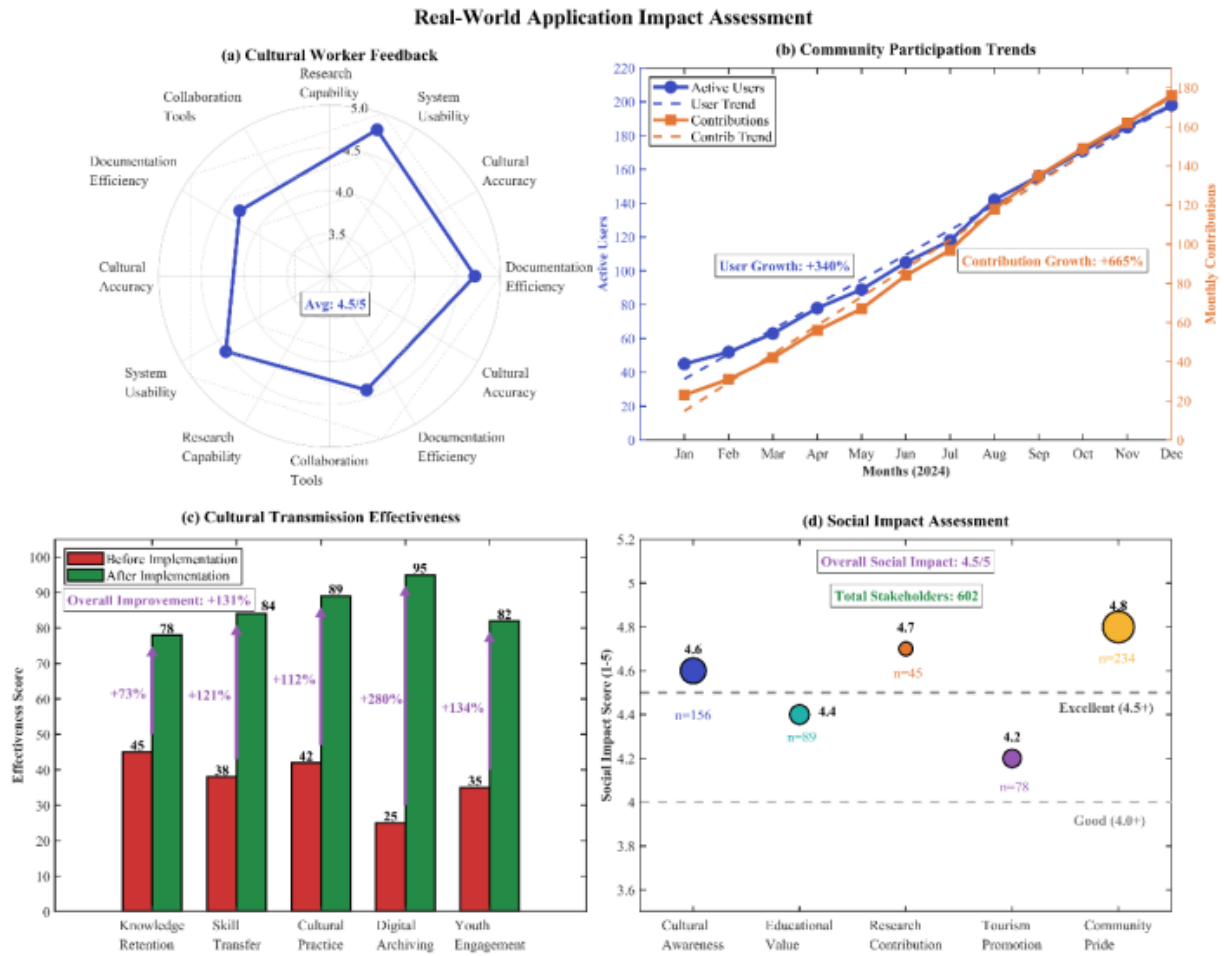 Real-World Application Impact Assessment
(a) Cultural Worker Feedback
Research
Capability
Collaboration
Tools
System
Usability
5.0
4.5
4.0
3.5
Documentation
Efficiency
Cultural
Accuracy
Cultural
Accuracy
Documentation
Efficiency
Avg: 4.5/5
System
Usability
Cultural
Accuracy
Research
Capability
Collaboration
Tools
Documentation
Efficiency
(b) Community Participation Trends
Active Users
User Trend
Contributions
Contrib Trend
User Growth: +340%
Contribution Growth: +665%
Active Users
220
200
180
160
140
120
100
80
60
40
20
0
Monthly Contributions
180
160
140
120
100
80
60
40
20
0
Jan Feb Mar Apr May Jun Jul Aug Sep Oct Nov Dec
Months (2024)
(c) Cultural Transmission Effectiveness
Before Implementation
After Implementation
Overall Improvement: +131%
Effectiveness Score
100
90
80
70
60
50
40
30
20
10
0
78
84
89
95
82
+73%
+121%
+112%
+280%
+134%
45
38
42
25
35
Knowledge
Retention
Skill
Transfer
Cultural
Practice
Digital
Archiving
Youth
Engagement
(d) Social Impact Assessment
Overall Social Impact: 4.5/5
Total Stakeholders: 602
Social Impact Score (1-5)
5.2
5
4.8
4.6
4.4
4.2
4
3.8
3.6
4.6
n=156
4.4
n=89
4.7
n=45
4.2
n=78
4.8
n=234
Excellent (4.5+)
Good (4.0+)
Cultural
Awareness
Educational
Value
Research
Contribution
Tourism
Promotion
Community
Pride